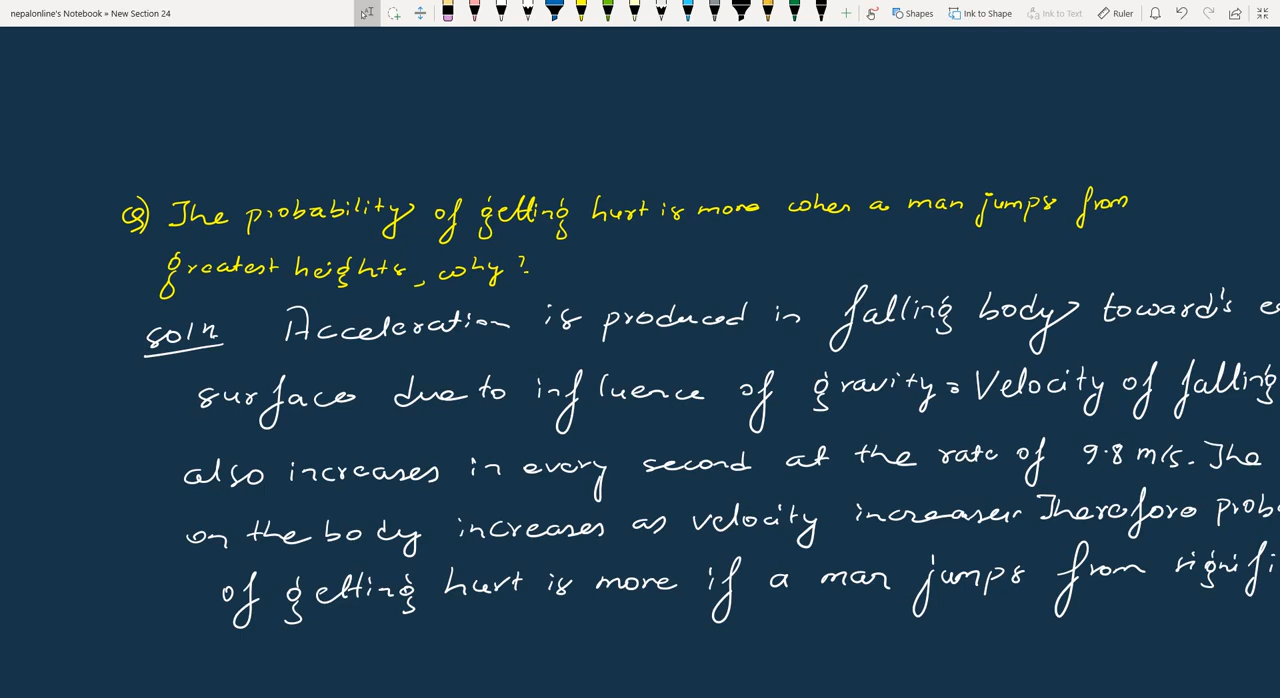 nepalonline's Notebook » New Section 24
Shapes Ink to Shape Ink to Text Ruler
Q) The probability of getting hurt is more when a man jumps from
greatest heights, why?
soln Acceleration is produced in falling body toward's
surface due to influence of gravity. Velocity of falling
also increases in every second at the rate of 9.8 m/s. The
on the body increases as velocity increases. Therefore
of getting hurt is more if a man jumps from